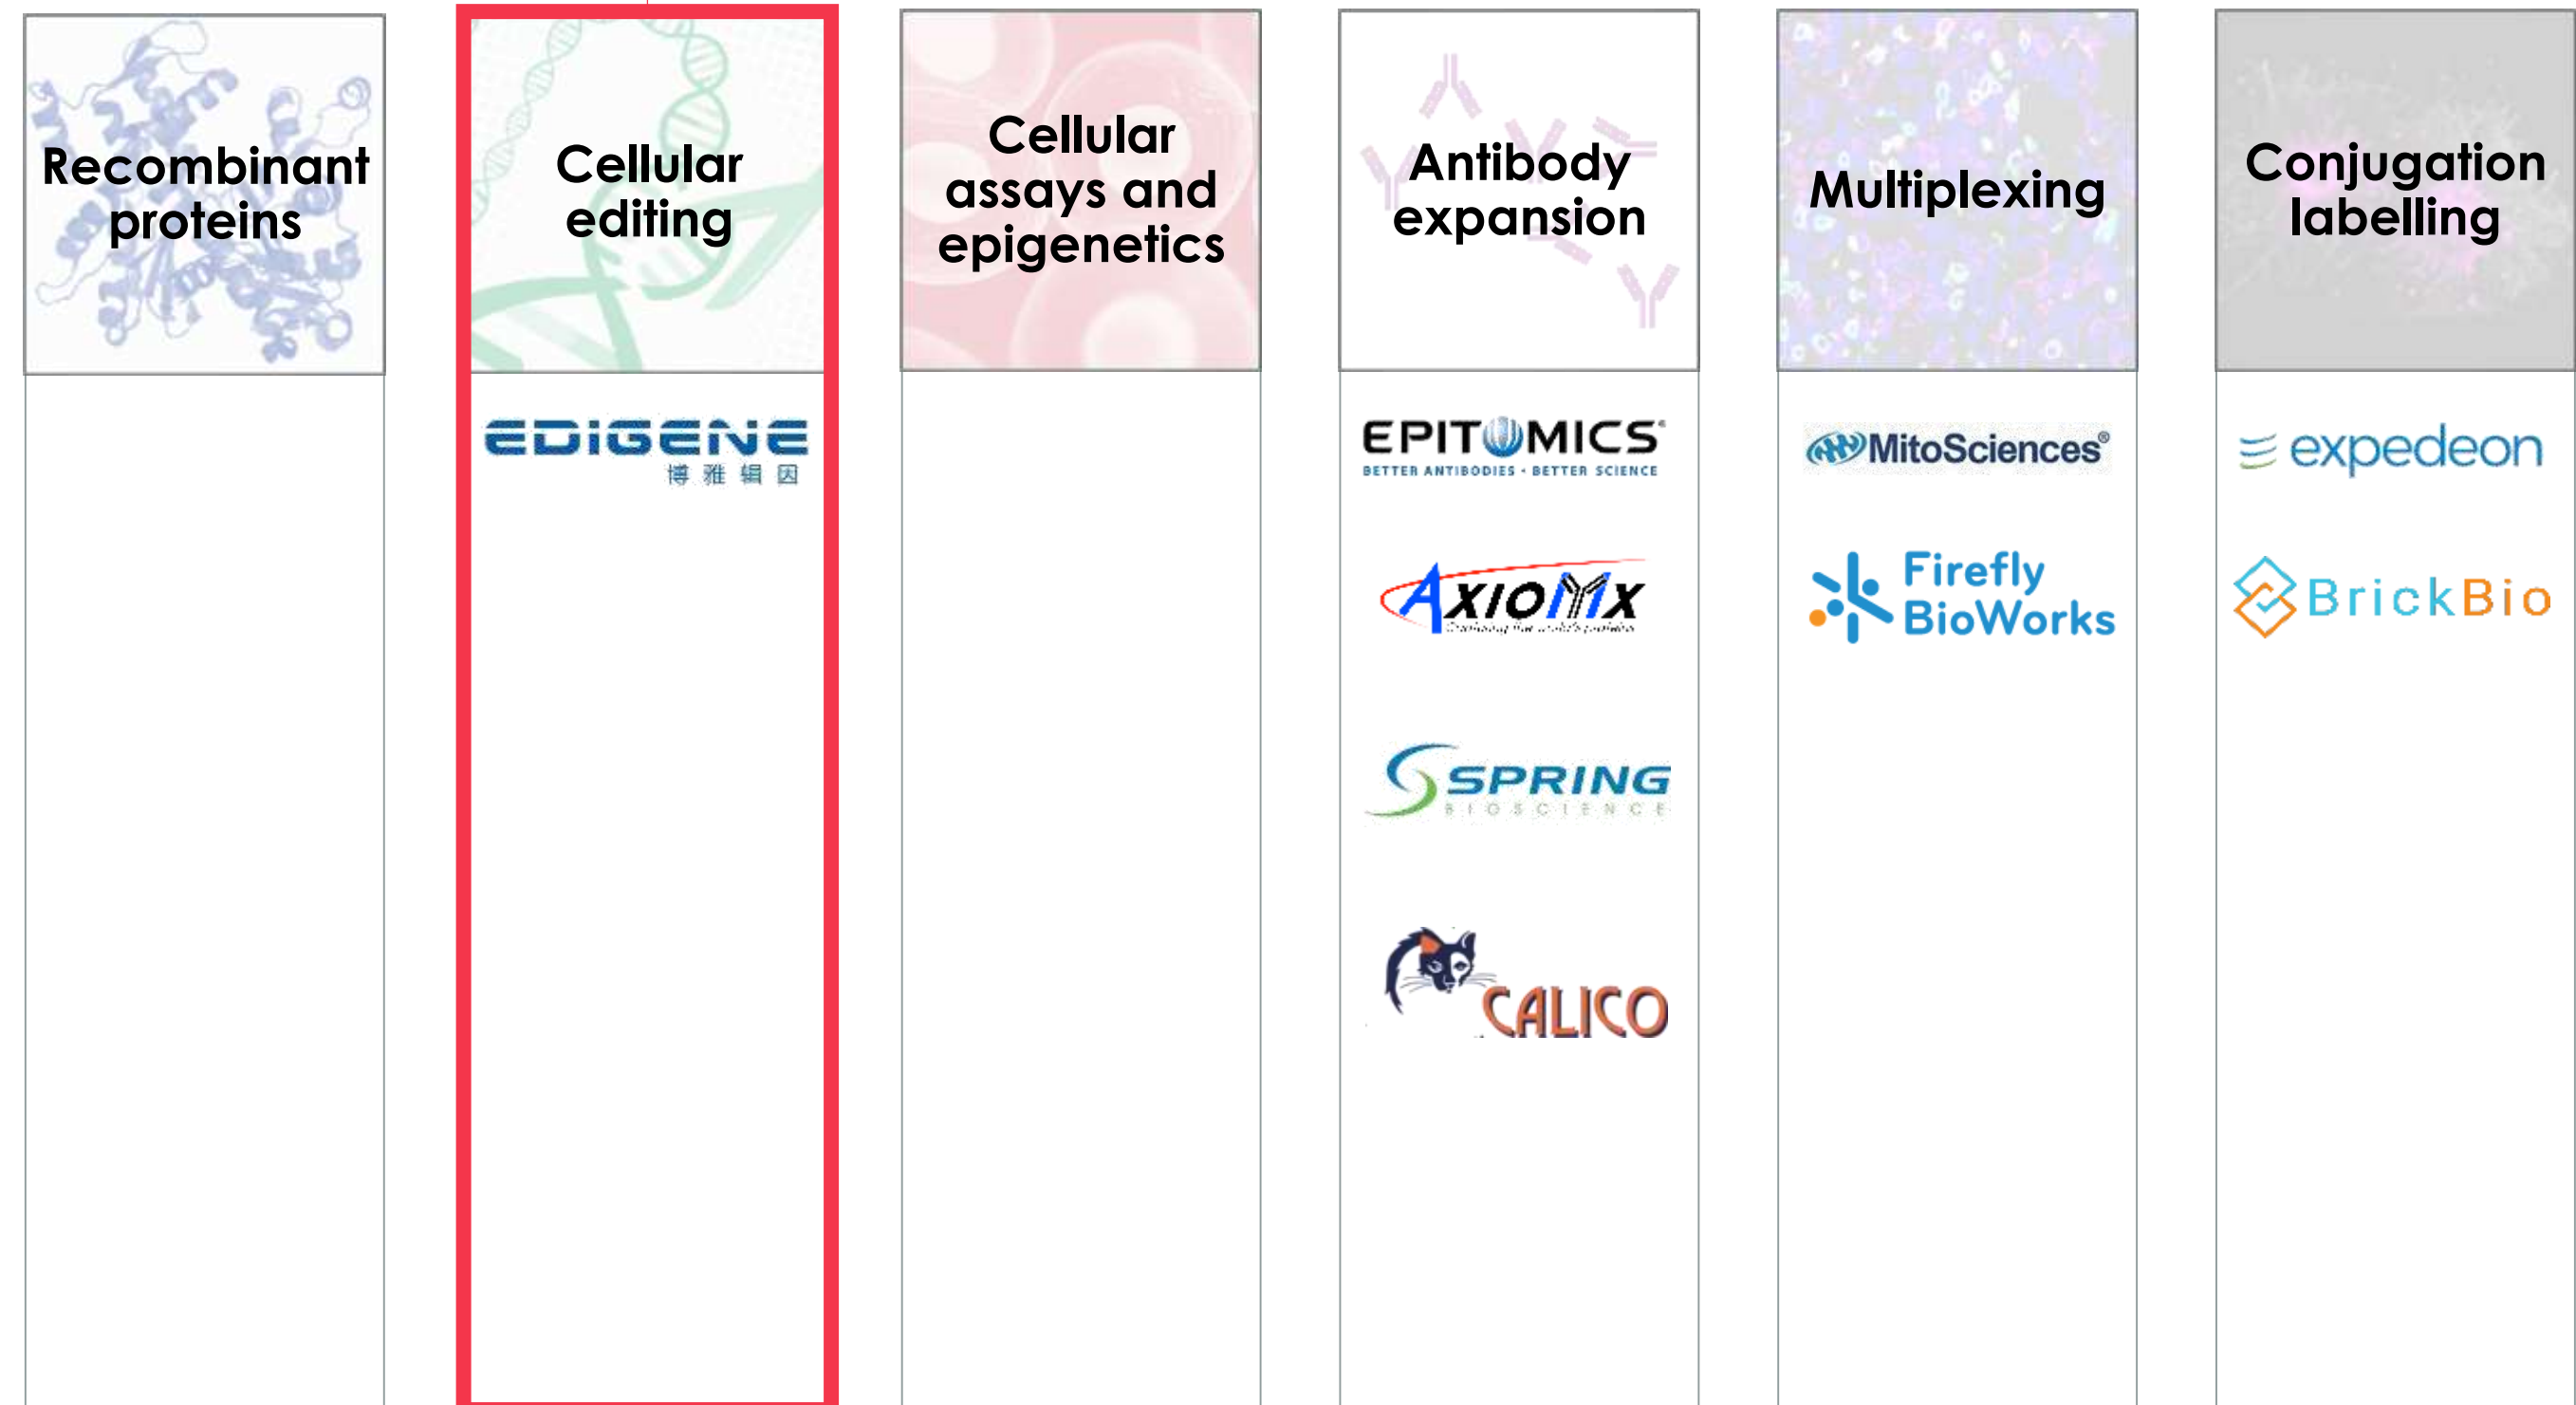 Recombinant
proteins
Cellular
editing
Cellular
assays and
epigenetics
Antibody
expansion
Multiplexing
Conjugation
labelling
EDIGENE
博雅辑因
EPITOMICS®
BETTER ANTIBODIES • BETTER SCIENCE
AXIOMX
SPRING
BIOSCIENCE
CALICO
MitoSciences®
Firefly
BioWorks
expedeon
BrickBio